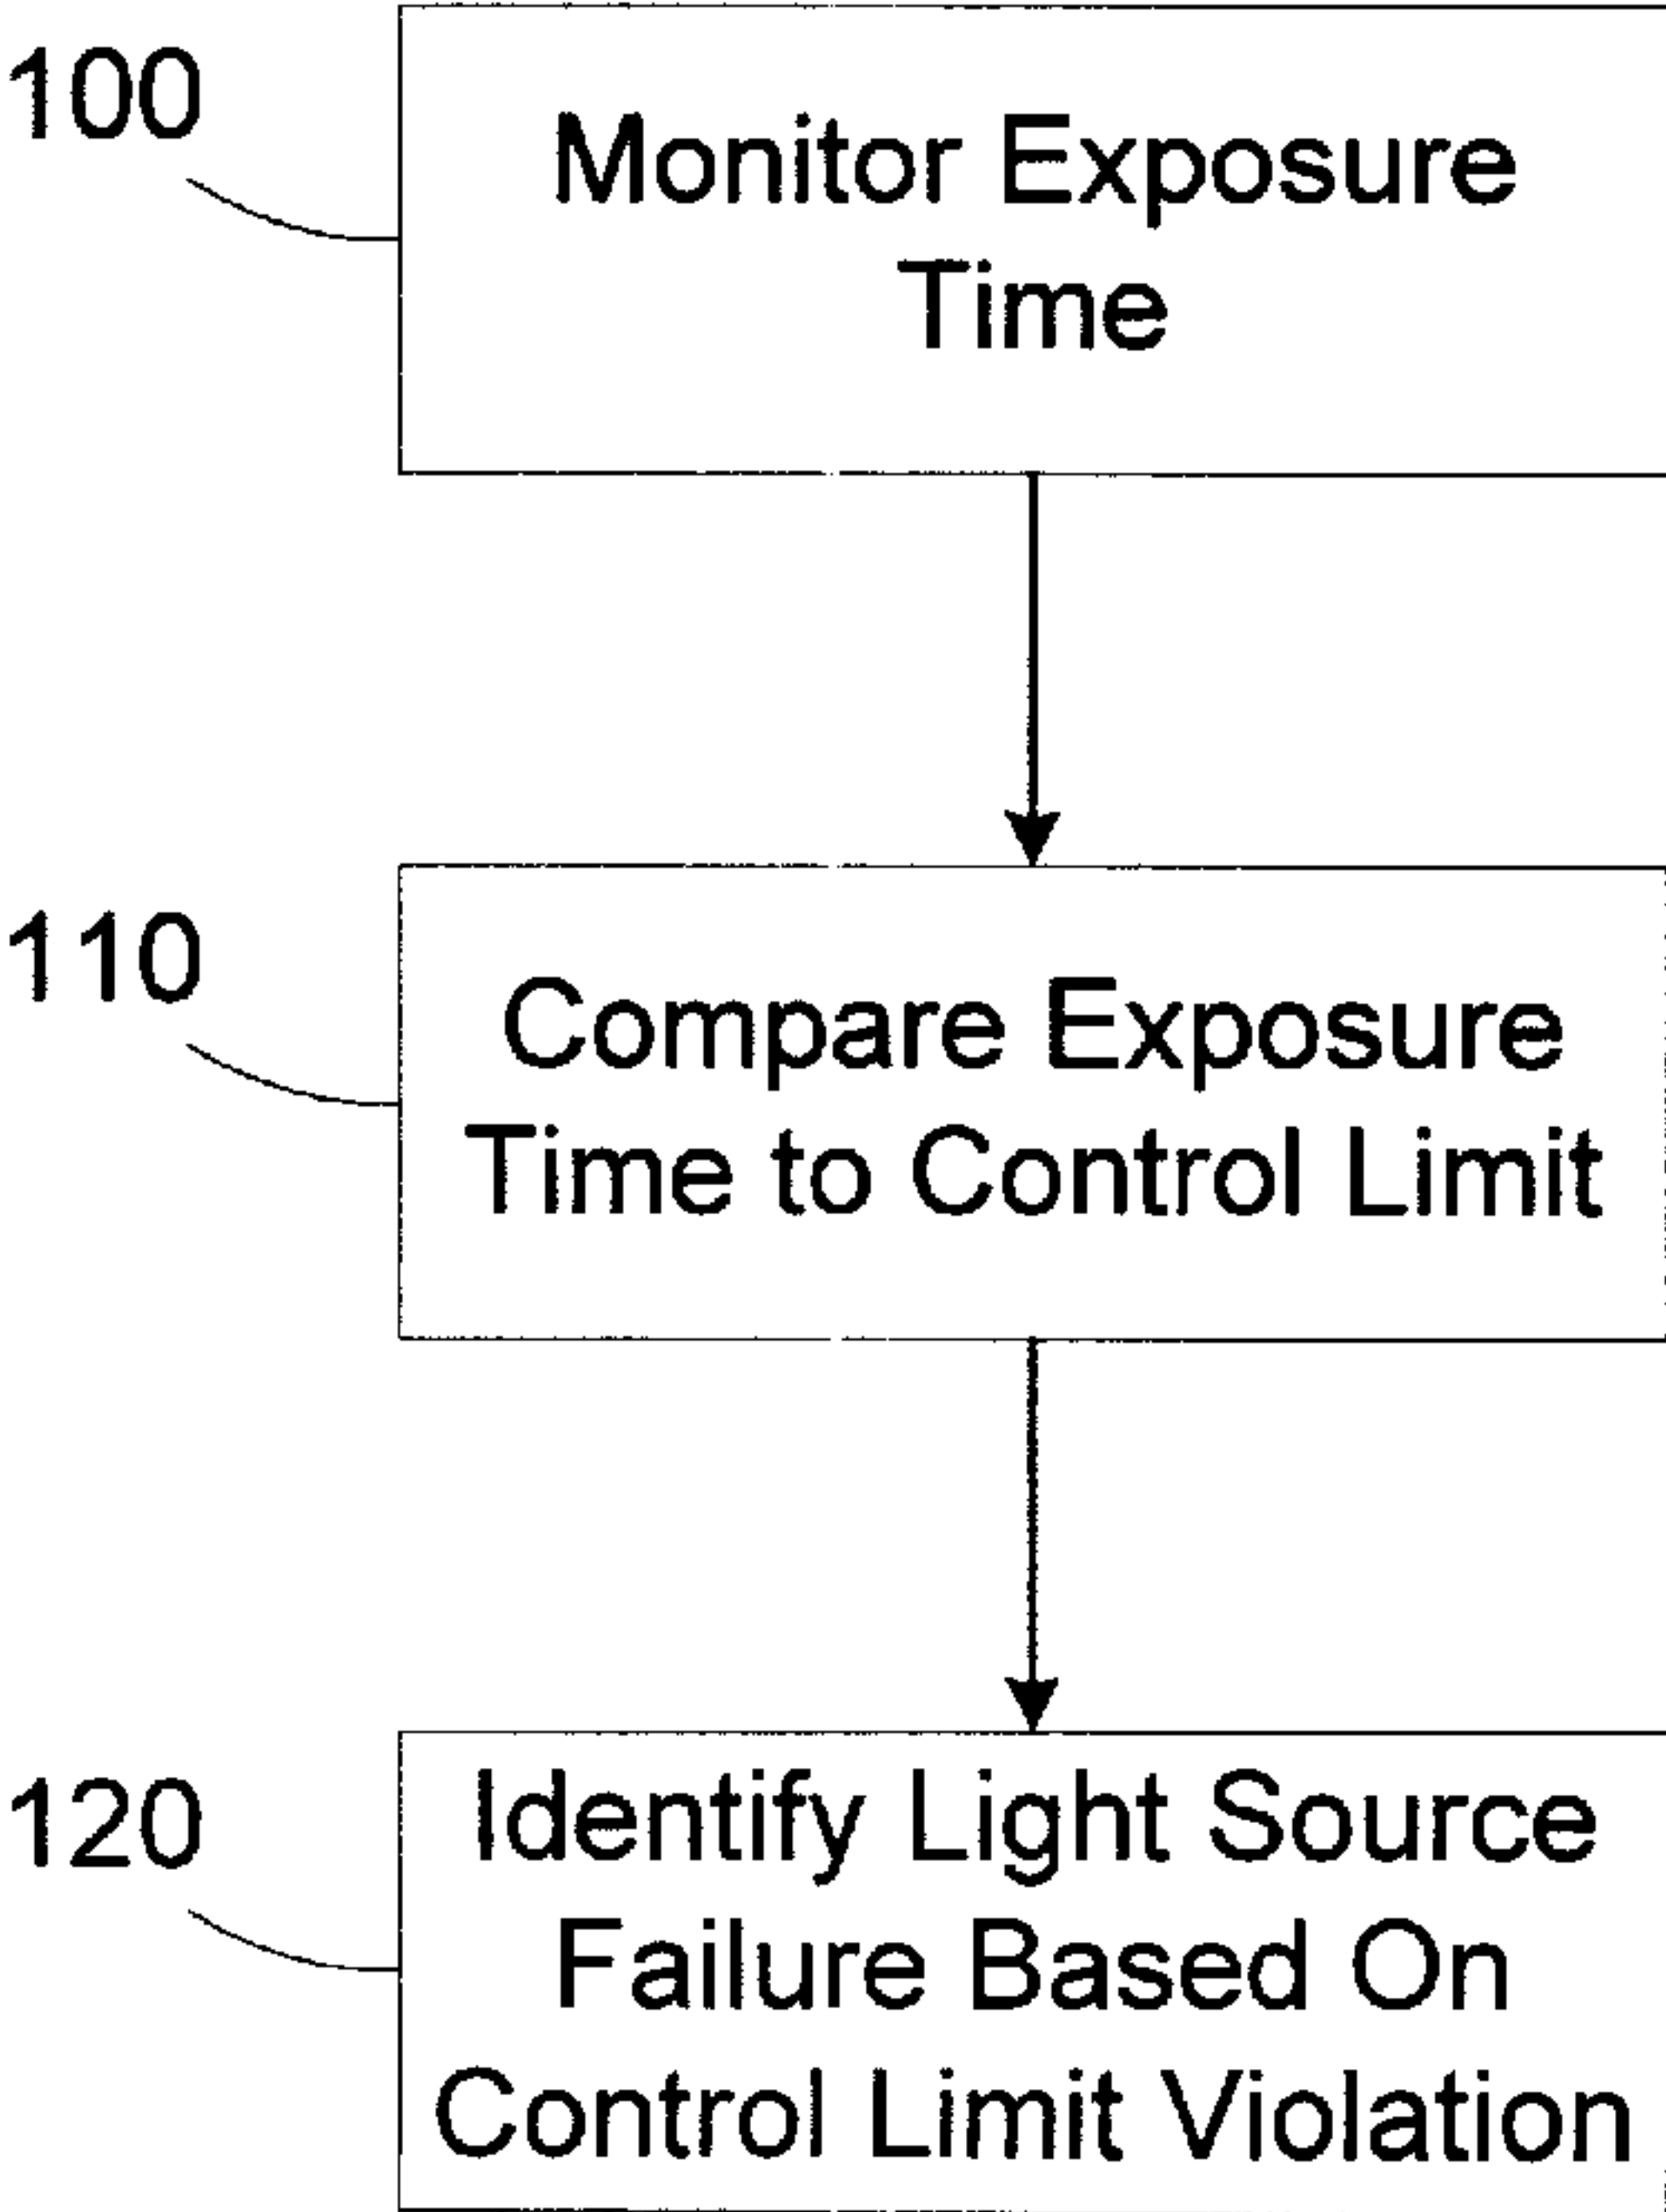 100
Monitor Exposure
Time
110
Compare Exposure
Time to Control Limit
120
Identify Light Source
Failure Based On
Control Limit Violation